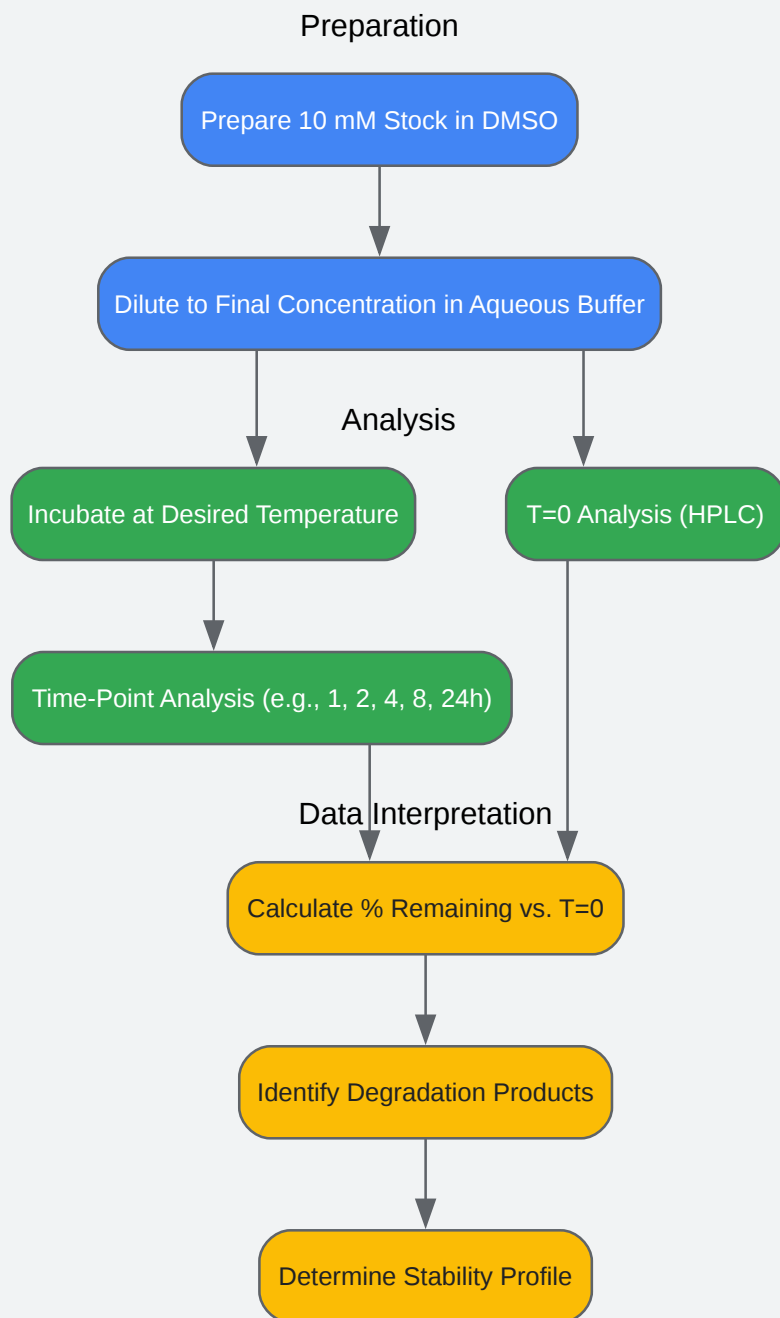 Preparation
Prepare 10 mM Stock in DMSO
Dilute to Final Concentration in Aqueous Buffer
Analysis
Incubate at Desired Temperature
T=0 Analysis (HPLC)
Time-Point Analysis (e.g., 1, 2, 4, 8, 24h)
Data Interpretation
Calculate % Remaining vs. T=0
Identify Degradation Products
Determine Stability Profile